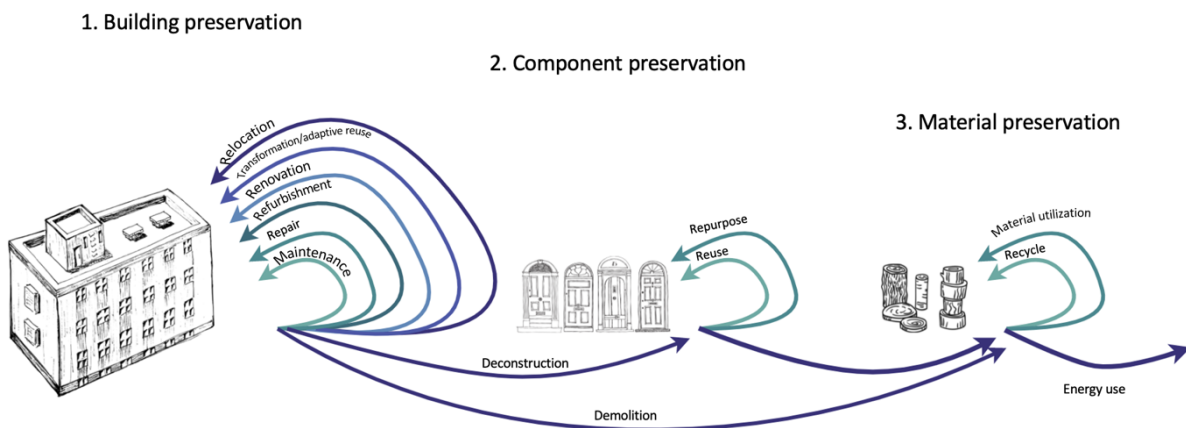 1. Building preservation
2. Component preservation
3. Material preservation
Relocation
Transformation/adaptive reuse
Renovation
Refurbishment
Repair
Maintenance
Repurpose
Reuse
Material utilization
Recycle
Deconstruction
Demolition
Energy use